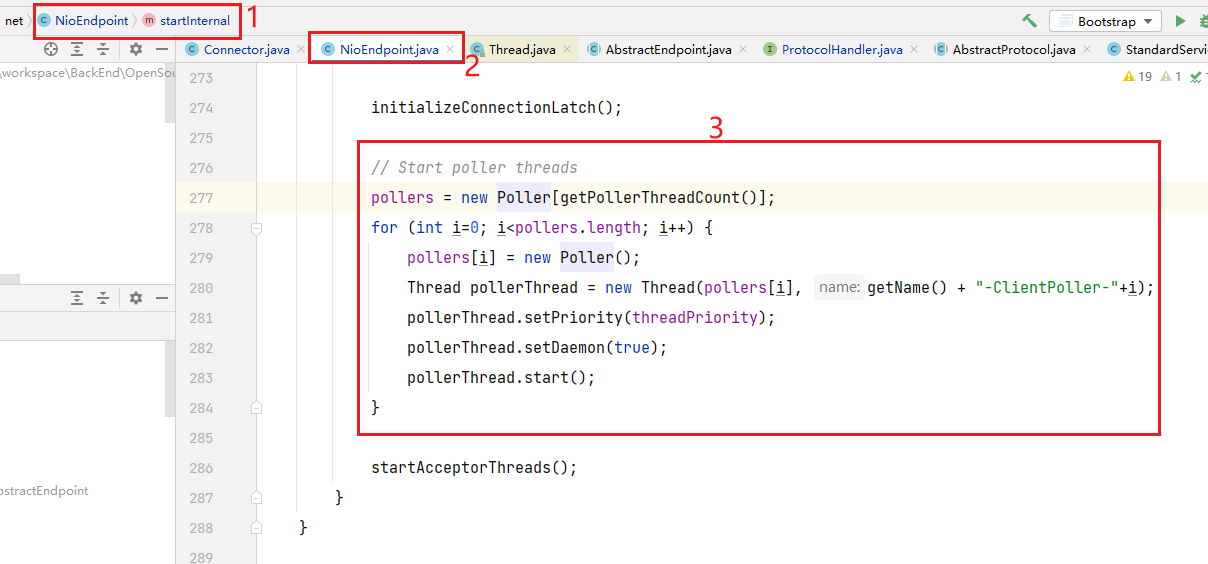 net NioEndpoint startInternal 1 Bootstrap
Connector.java NioEndpoint.java Thread.java AbstractEndpoint.java ProtocolHandler.java AbstractProtocol.java StandardServi
2
\workspace\BackEnd\OpenSou
19 1
273
274 initializeConnectionLatch();
275
3
276 // Start poller threads
277 pollers = new Poller[getPollerThreadCount()];
278 for (int i=0; i<pollers.length; i++) {
279 pollers[i] = new Poller();
280 Thread pollerThread = new Thread(pollers[i], name: getName() + "-ClientPoller-"+i);
281 pollerThread.setPriority(threadPriority);
282 pollerThread.setDaemon(true);
283 pollerThread.start();
284 }
285
286 startAcceptorThreads();
bstractEndpoint
287 }
288 }
289